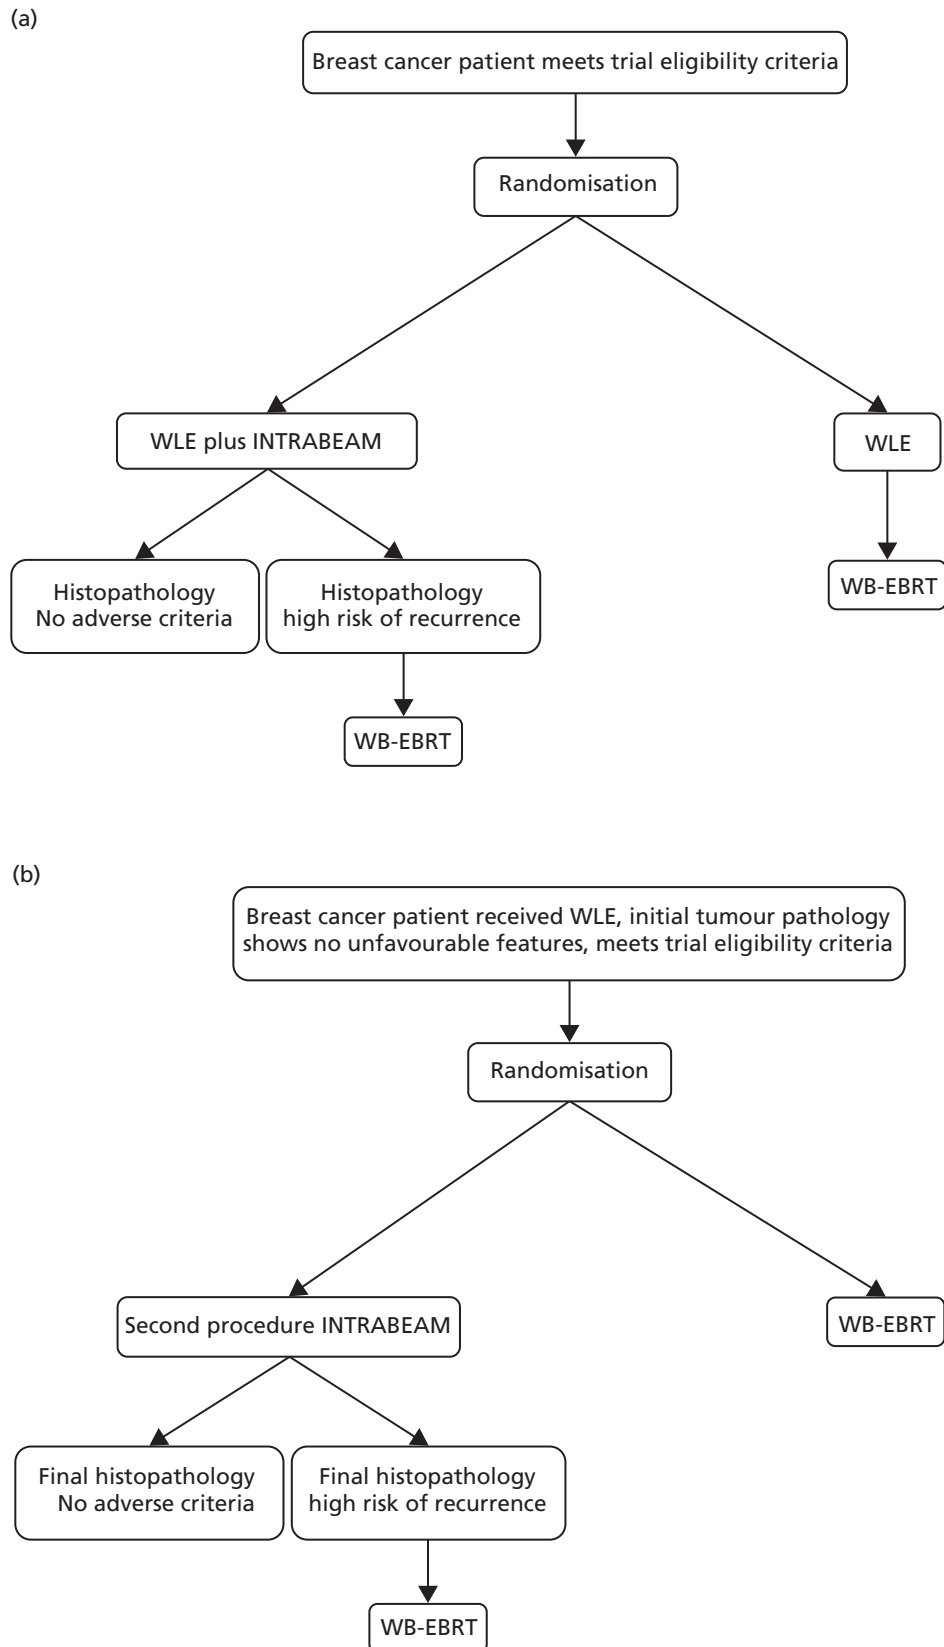 (a)
Breast cancer patient meets trial eligibility criteria
Randomisation
WLE plus INTRABEAM
WLE
Histopathology
No adverse criteria
Histopathology
high risk of recurrence
WB-EBRT
WB-EBRT
(b)
Breast cancer patient received WLE, initial tumour pathology
shows no unfavourable features, meets trial eligibility criteria
Randomisation
Second procedure INTRABEAM
WB-EBRT
Final histopathology
No adverse criteria
Final histopathology
high risk of recurrence
WB-EBRT